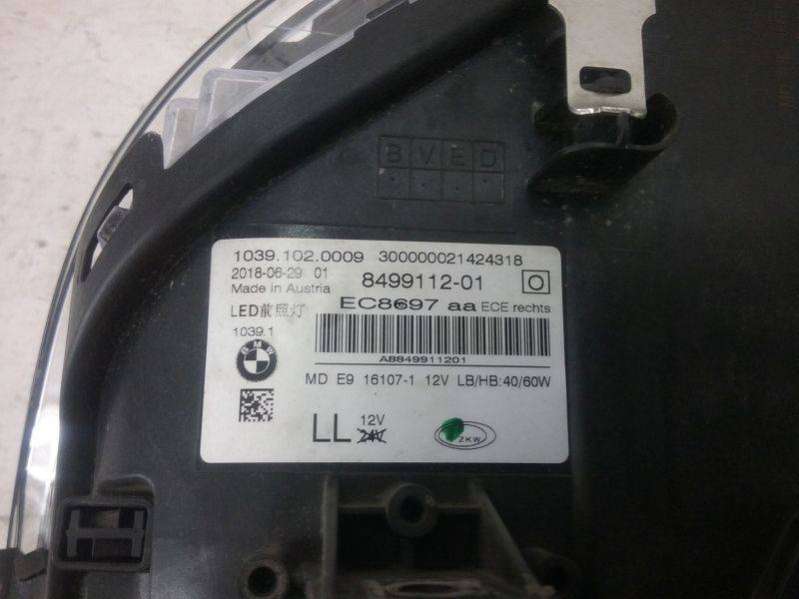 B V E D
1039.102.0009 300000021424318
2018-06-29 01 8499112-01
Made in Austria EC8697 aa ECE rechts
LED前照灯
1039.1
BMW
A8849911201
MD E9 16107-1 12V LB/HB:40/60W
LL 12V
24V
ZKW